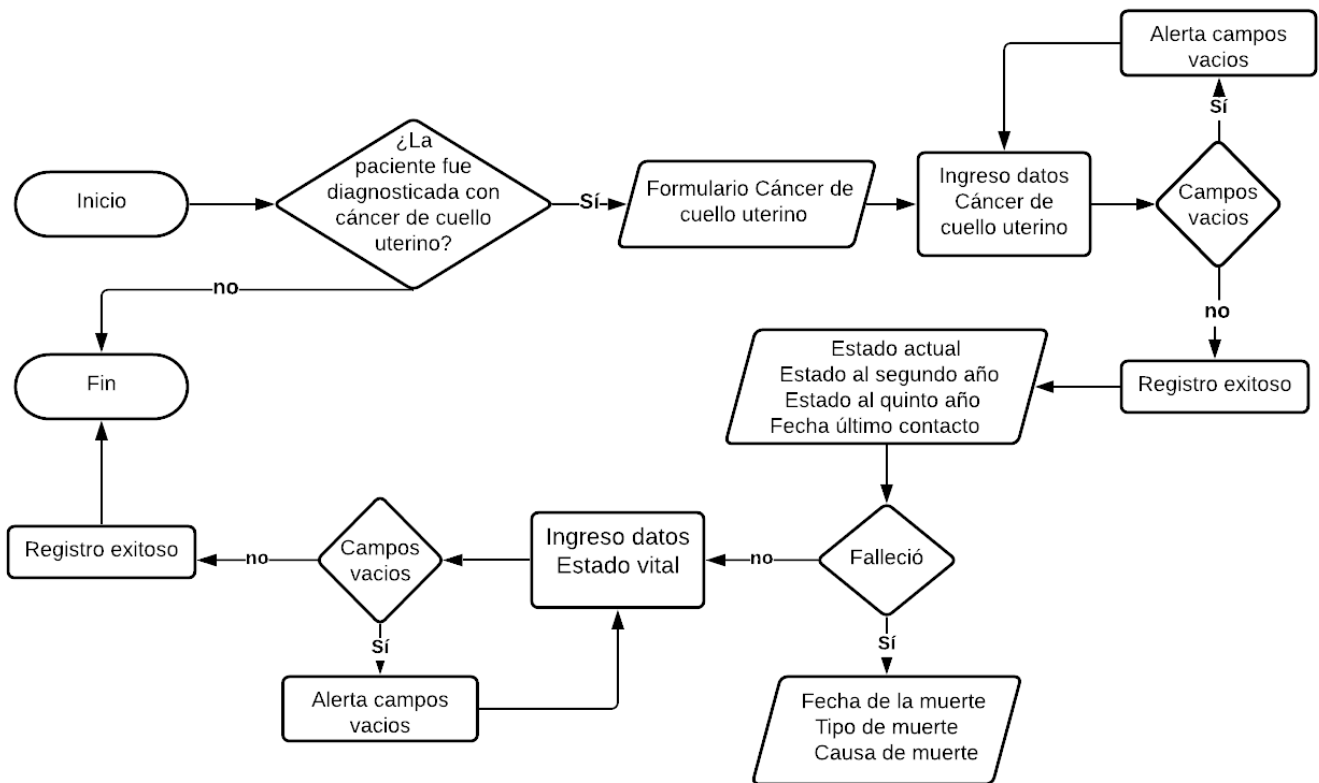 Alerta campos
vacios
Sí
¿La
paciente fue
diagnosticada con
cáncer de cuello
uterino?
Inicio
Sí
Formulario Cáncer de
cuello uterino
Ingreso datos
Cáncer de
cuello uterino
Campos
vacios
no
no
Fin
Estado actual
Estado al segundo año
Estado al quinto año
Fecha último contacto
Registro exitoso
Registro exitoso
no
Campos
vacios
Ingreso datos
Estado vital
no
Falleció
Sí
Sí
Alerta campos
vacios
Fecha de la muerte
Tipo de muerte
Causa de muerte